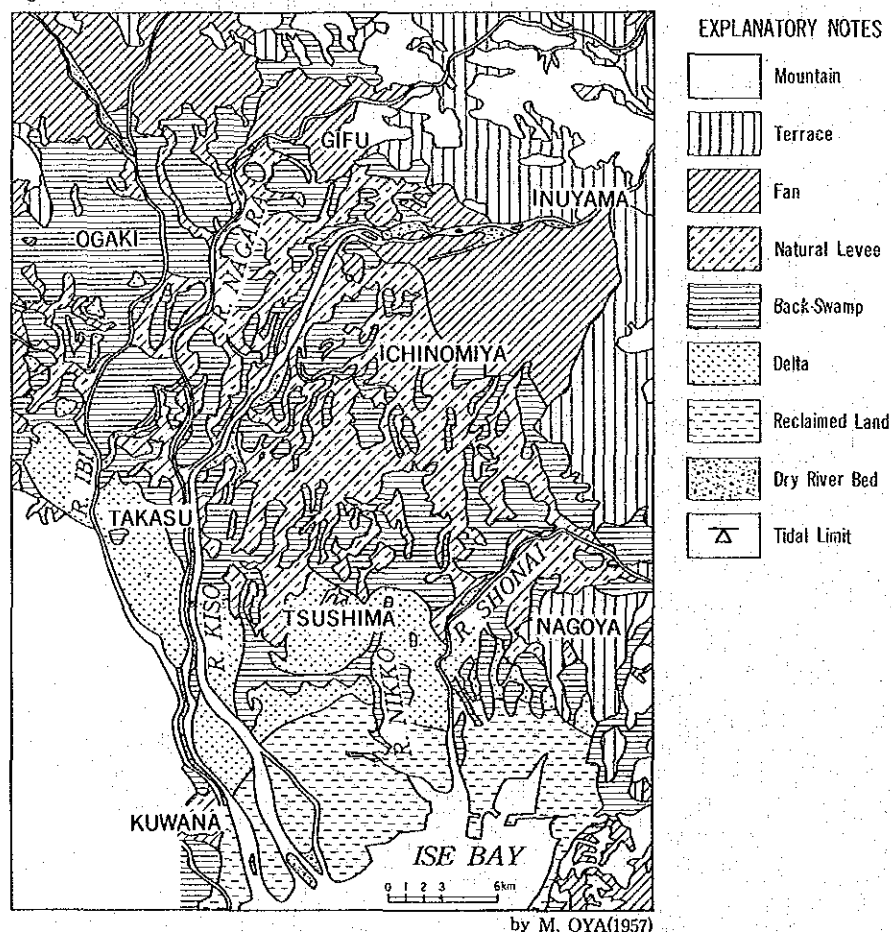 EXPLANATORY NOTES
Mountain
Terrace
Fan
Natural Levee
Back-Swamp
Delta
Reclaimed Land
Dry River Bed
Tidal Limit
GIFU
INUYAMA
OGAKI
R. NAGARA
ICHINOMIYA
R. IBI
TAKASU
R. KISO
TSUSHIMA
R. SHONAI
NAGOYA
R. NIKKO
KUWANA
ISE BAY
0 1 2 3 6km
by M. OYA(1957)